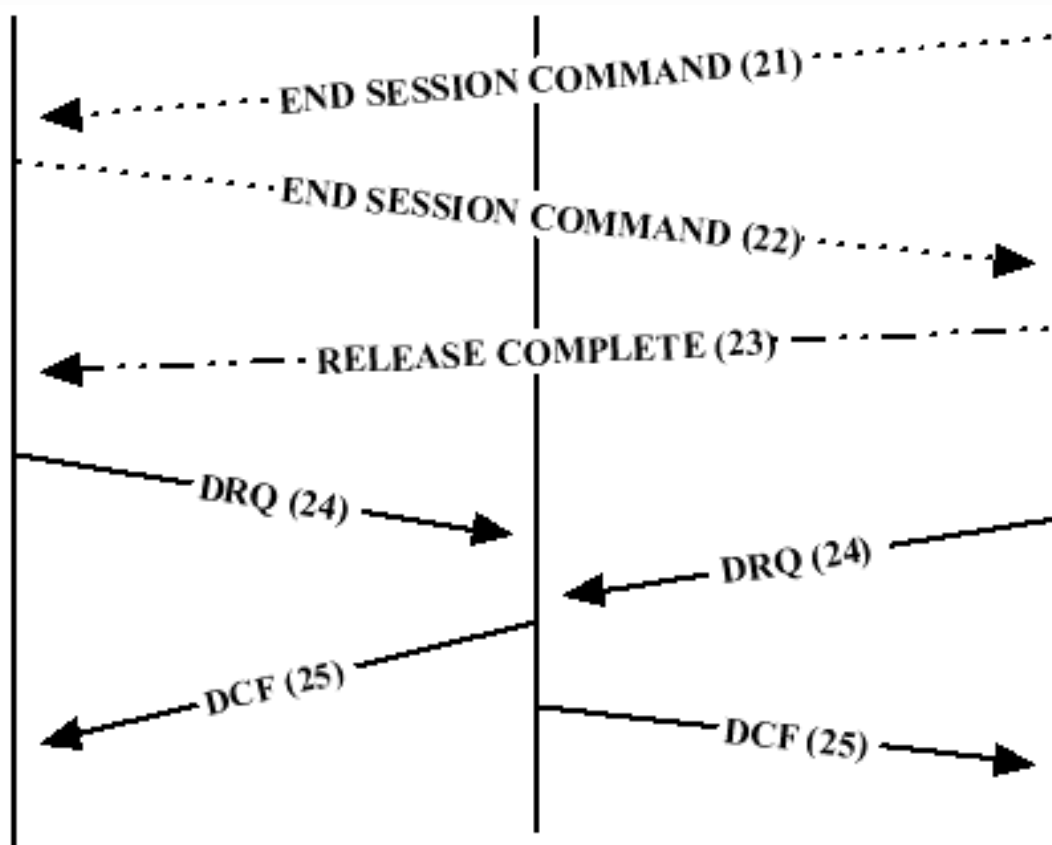 END SESSION COMMAND (21)
END SESSION COMMAND (22)
RELEASE COMPLETE (23)
DRQ (24)
DRQ (24)
DCF (25)
DCF (25)